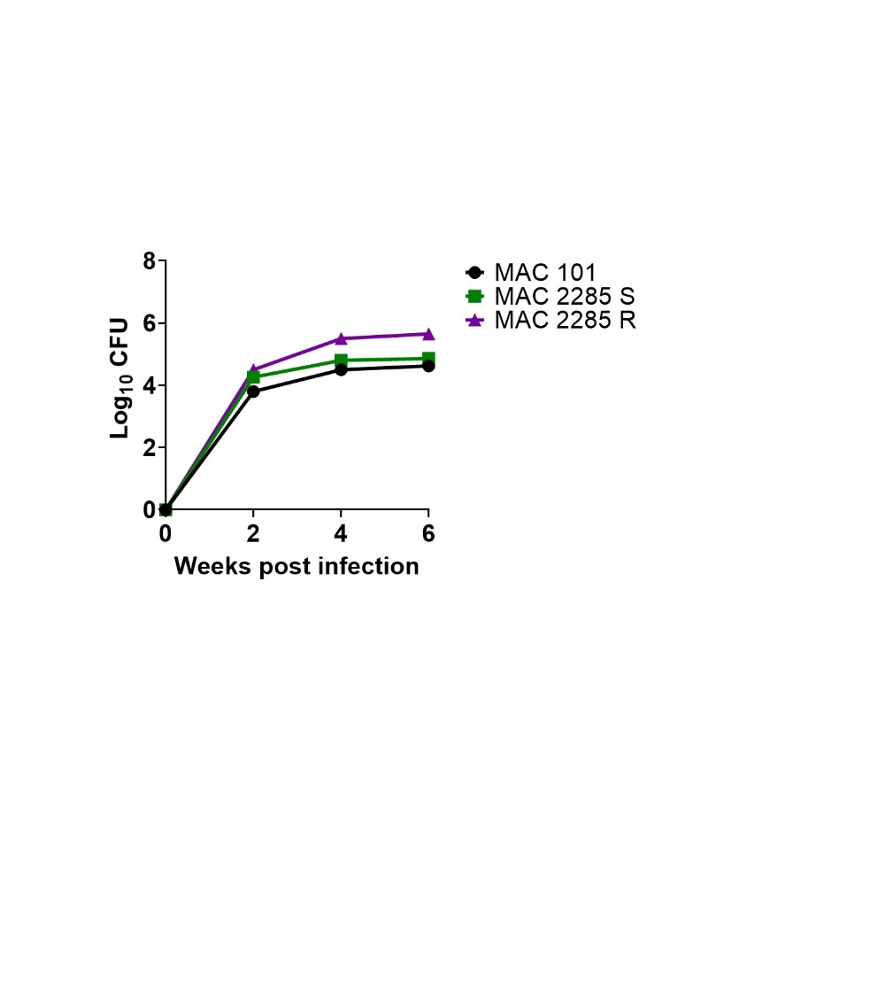 8
6
4
2
0
Log10 CFU
0 2 4 6
Weeks post infection
MAC 101
MAC 2285 S
MAC 2285 R